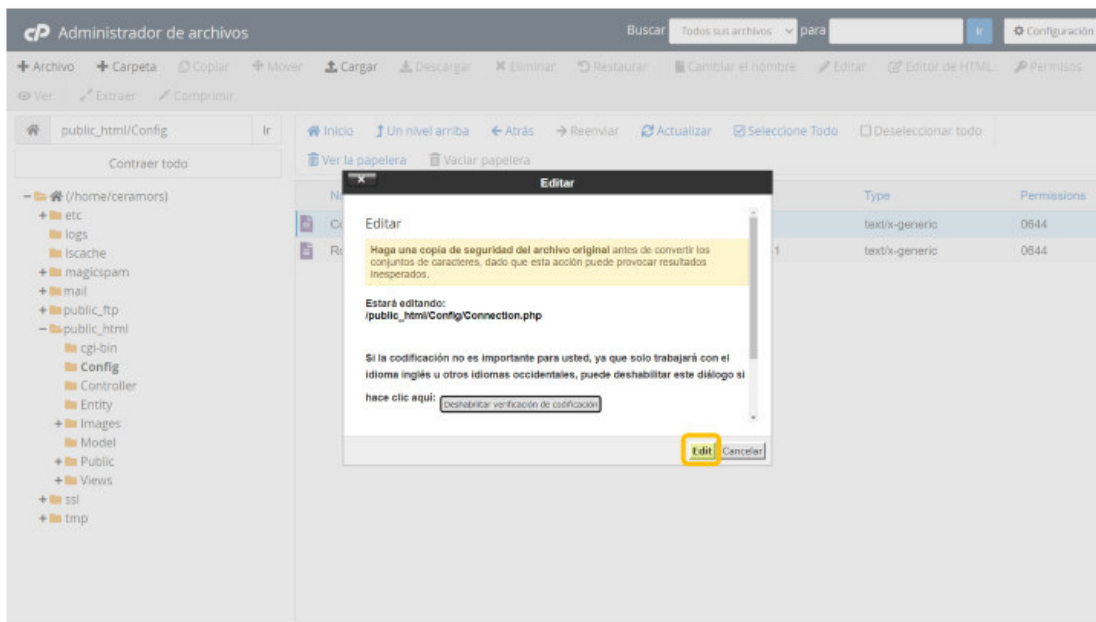 cP Administrador de archivos
Buscar Todos sus archivos para Ir Configuración
Archivo Carpeta Copiar Mover Cargar Descargar Eliminar Restaurar Cambiar el nombre Editar Editor de HTML Permisos
Ver Extraer Comprimir
public_html/Config Ir
Inicio Un nivel arriba Atrás Reenviar Actualizar Seleccione Todo Deseleccionar todo
Contraer todo
Ver la papelera Vaciar papelera
Type Permissions
text/x-generic 0644
text/x-generic 0644
(/home/ceramors)
etc
logs
lscache
magicspam
mail
public_ftp
public_html
cgi-bin
Config
Controller
Entity
Images
Model
Public
Views
ssl
tmp
x Editar
Editar
Haga una copia de seguridad del archivo original antes de convertir los
conjuntos de caracteres, dado que esta acción puede provocar resultados
inesperados.
Estará editando:
/public_html/Config/Connection.php
Si la codificación no es importante para usted, ya que solo trabajará con el
idioma inglés u otros idiomas occidentales, puede deshabilitar este diálogo si
hace clic aquí: Deshabilitar verificación de codificación
Edit Cancelar